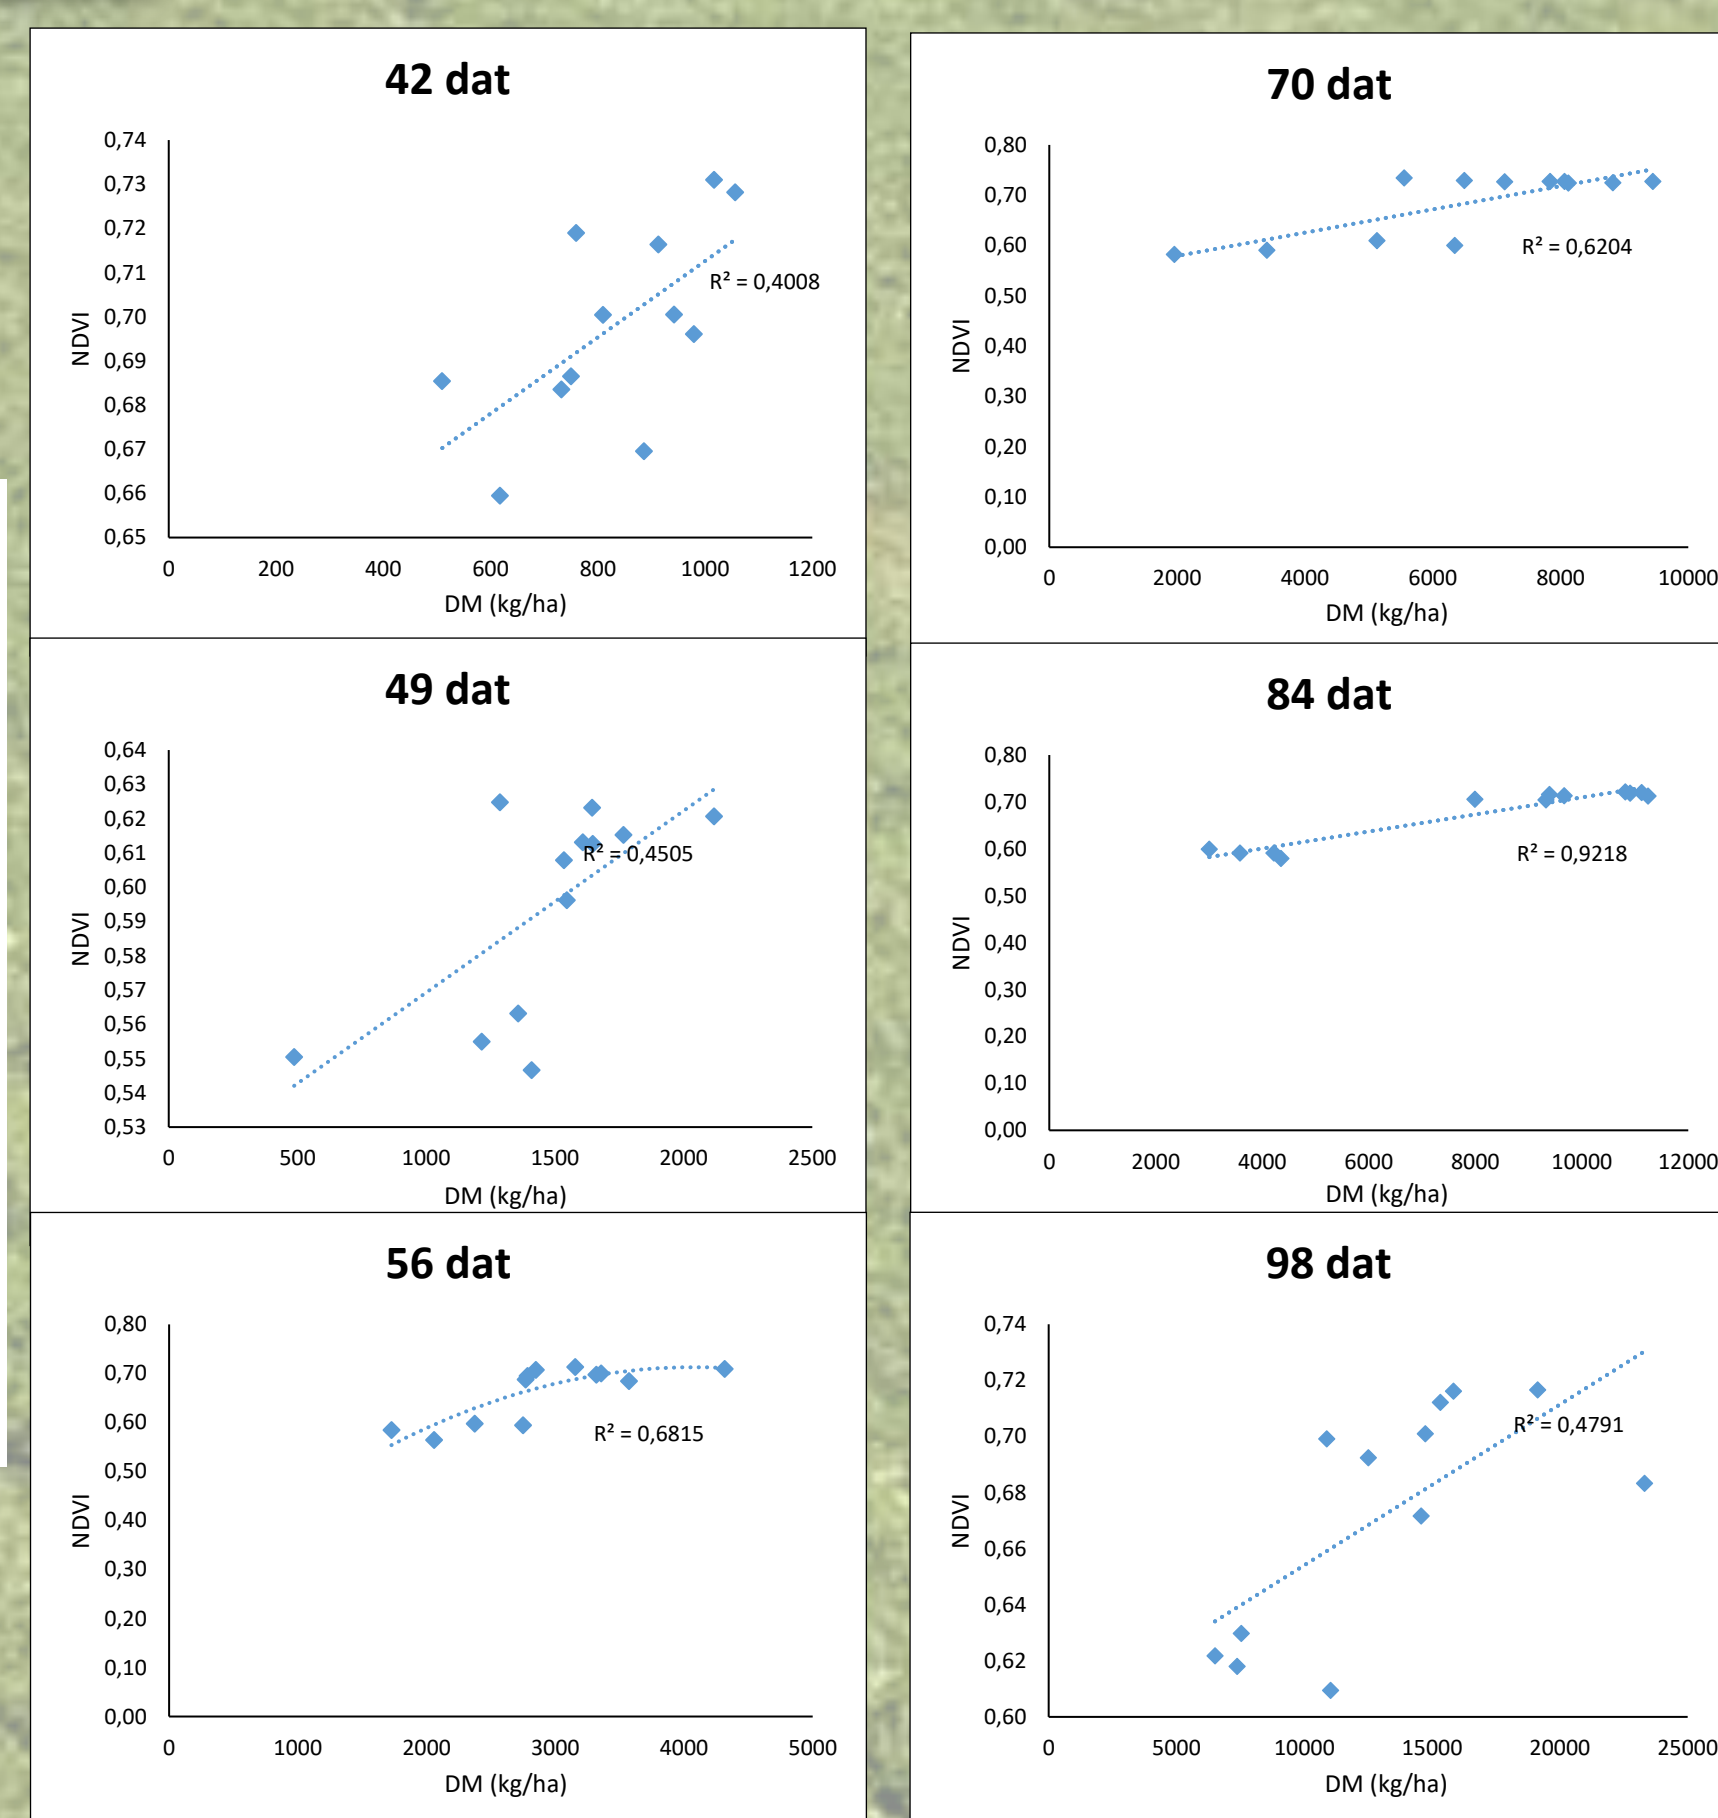 42 dat
0,74
0,73
0,72
0,71
0,70
0,69
0,68
0,67
0,66
0,65
NDVI
R² = 0,4008
0 200 400 600 800 1000 1200
DM (kg/ha)
49 dat
0,64
0,63
0,62
0,61
0,60
0,59
0,58
0,57
0,56
0,55
0,54
0,53
NDVI
R² = 0,4505
0 500 1000 1500 2000 2500
DM (kg/ha)
56 dat
0,80
0,70
0,60
0,50
0,40
0,30
0,20
0,10
0,00
NDVI
R² = 0,6815
0 1000 2000 3000 4000 5000
DM (kg/ha)
70 dat
0,80
0,70
0,60
0,50
0,40
0,30
0,20
0,10
0,00
NDVI
R² = 0,6204
0 2000 4000 6000 8000 10000
DM (kg/ha)
84 dat
0,80
0,70
0,60
0,50
0,40
0,30
0,20
0,10
0,00
NDVI
R² = 0,9218
0 2000 4000 6000 8000 10000 12000
DM (kg/ha)
98 dat
0,74
0,72
0,70
0,68
0,66
0,64
0,62
0,60
NDVI
R² = 0,4791
0 5000 10000 15000 20000 25000
DM (kg/ha)